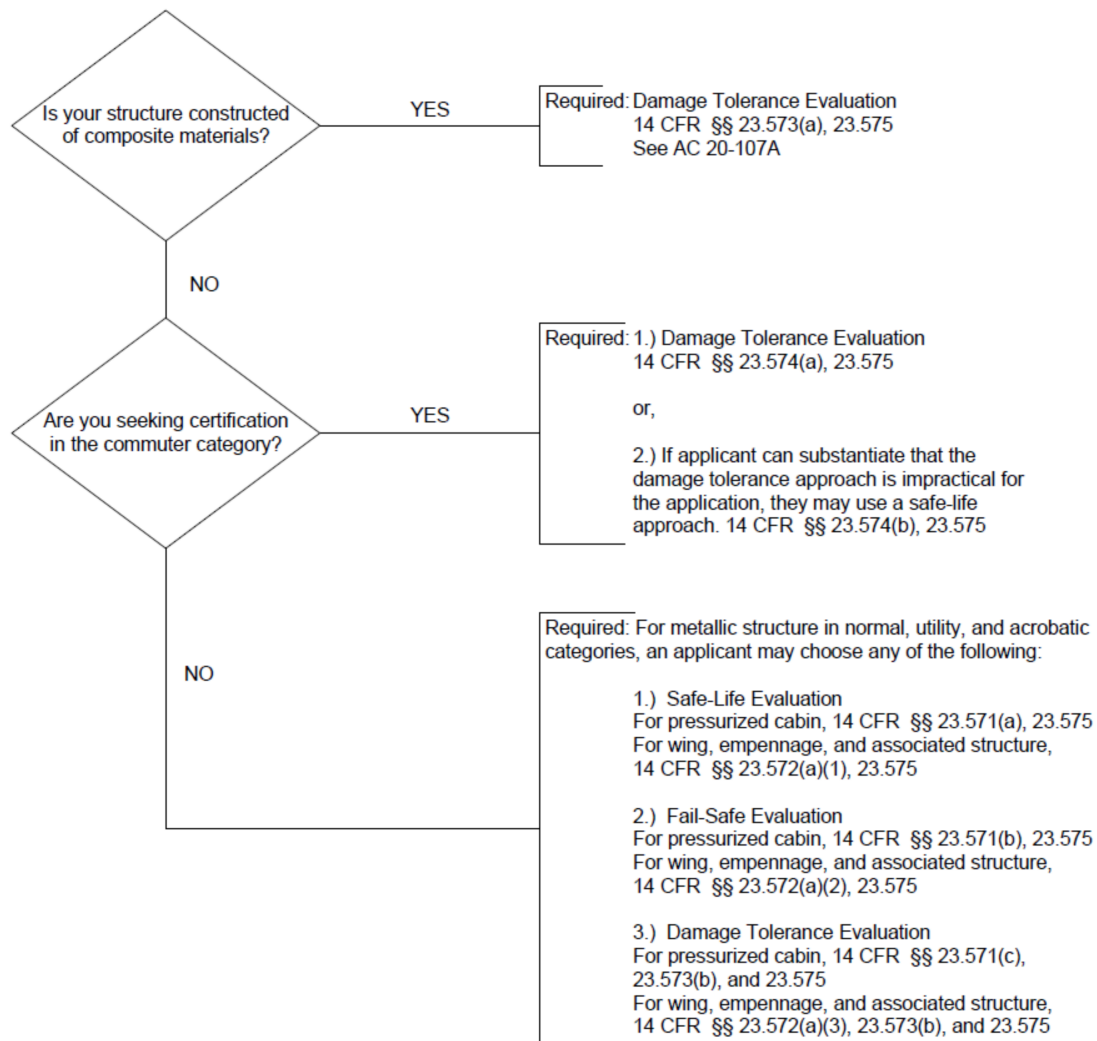 Is your structure constructed
of composite materials?
YES
Required: Damage Tolerance Evaluation
14 CFR §§ 23.573(a), 23.575
See AC 20-107A
NO
Are you seeking certification
in the commuter category?
YES
Required: 1.) Damage Tolerance Evaluation
14 CFR §§ 23.574(a), 23.575
or,
2.) If applicant can substantiate that the
damage tolerance approach is impractical for
the application, they may use a safe-life
approach. 14 CFR §§ 23.574(b), 23.575
NO
Required: For metallic structure in normal, utility, and acrobatic
categories, an applicant may choose any of the following:
1.) Safe-Life Evaluation
For pressurized cabin, 14 CFR §§ 23.571(a), 23.575
For wing, empennage, and associated structure,
14 CFR §§ 23.572(a)(1), 23.575
2.) Fail-Safe Evaluation
For pressurized cabin, 14 CFR §§ 23.571(b), 23.575
For wing, empennage, and associated structure,
14 CFR §§ 23.572(a)(2), 23.575
3.) Damage Tolerance Evaluation
For pressurized cabin, 14 CFR §§ 23.571(c),
23.573(b), and 23.575
For wing, empennage, and associated structure,
14 CFR §§ 23.572(a)(3), 23.573(b), and 23.575